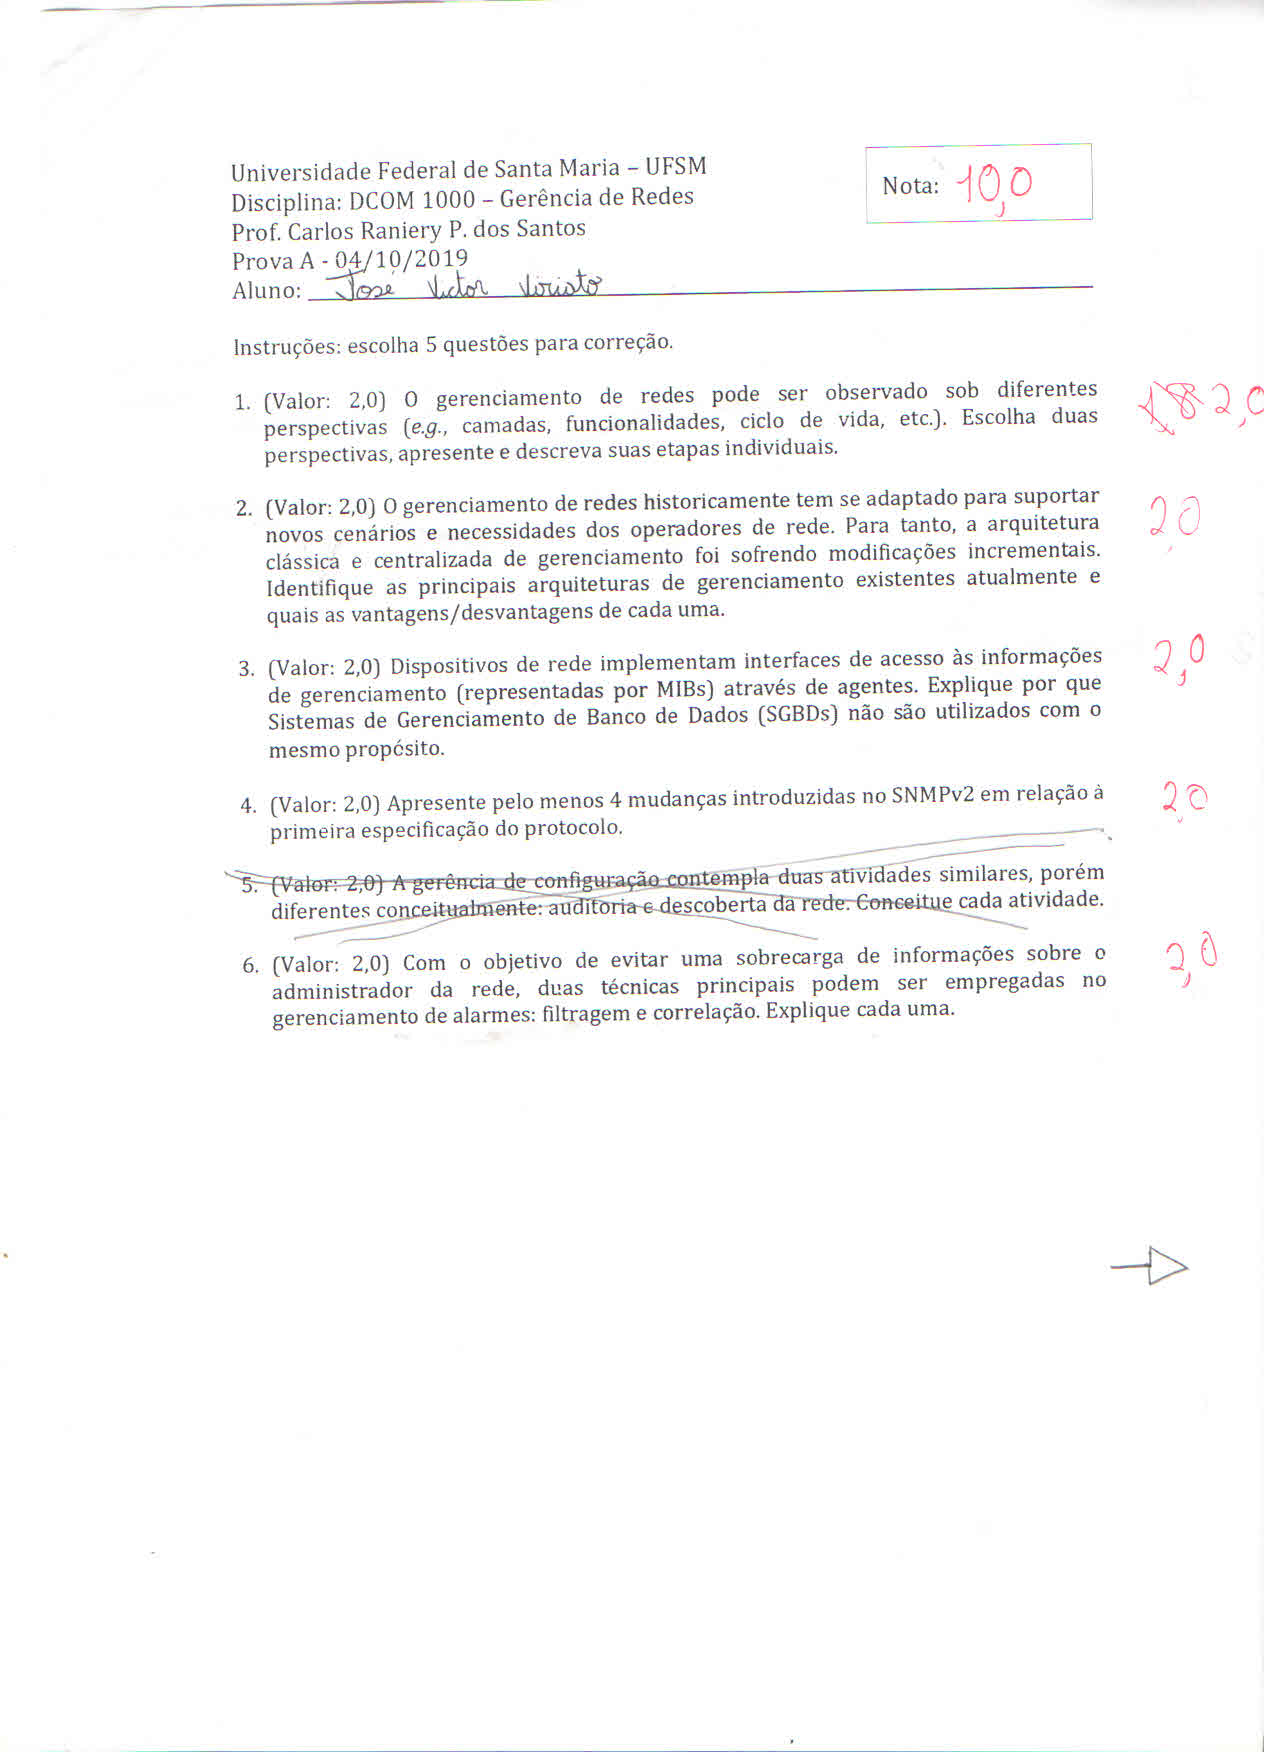 Universidade Federal de Santa Maria – UFSM
Disciplina: DCOM 1000 – Gerência de Redes
Prof. Carlos Raniery P. dos Santos
Prova A - 04/10/2019
Aluno: José Victor Viriato
Nota: 10,0
Instruções: escolha 5 questões para correção.
1. (Valor: 2,0) O gerenciamento de redes pode ser observado sob diferentes
perspectivas (e.g., camadas, funcionalidades, ciclo de vida, etc.). Escolha duas
perspectivas, apresente e descreva suas etapas individuais.
2,0
2. (Valor: 2,0) O gerenciamento de redes historicamente tem se adaptado para suportar
novos cenários e necessidades dos operadores de rede. Para tanto, a arquitetura
clássica e centralizada de gerenciamento foi sofrendo modificações incrementais.
Identifique as principais arquiteturas de gerenciamento existentes atualmente e
quais as vantagens/desvantagens de cada uma.
2,0
3. (Valor: 2,0) Dispositivos de rede implementam interfaces de acesso às informações
de gerenciamento (representadas por MIBs) através de agentes. Explique por que
Sistemas de Gerenciamento de Banco de Dados (SGBDs) não são utilizados com o
mesmo propósito.
2,0
4. (Valor: 2,0) Apresente pelo menos 4 mudanças introduzidas no SNMPv2 em relação à
primeira especificação do protocolo.
2,0
5. (Valor: 2,0) A gerência de configuração contempla duas atividades similares, porém
diferentes conceitualmente: auditoria e descoberta da rede. Conceitue cada atividade.
6. (Valor: 2,0) Com o objetivo de evitar uma sobrecarga de informações sobre o
administrador da rede, duas técnicas principais podem ser empregadas no
gerenciamento de alarmes: filtragem e correlação. Explique cada uma.
2,0